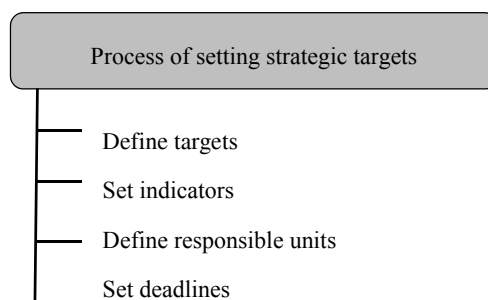 Process of setting strategic targets
Define targets
Set indicators
Define responsible units
Set deadlines